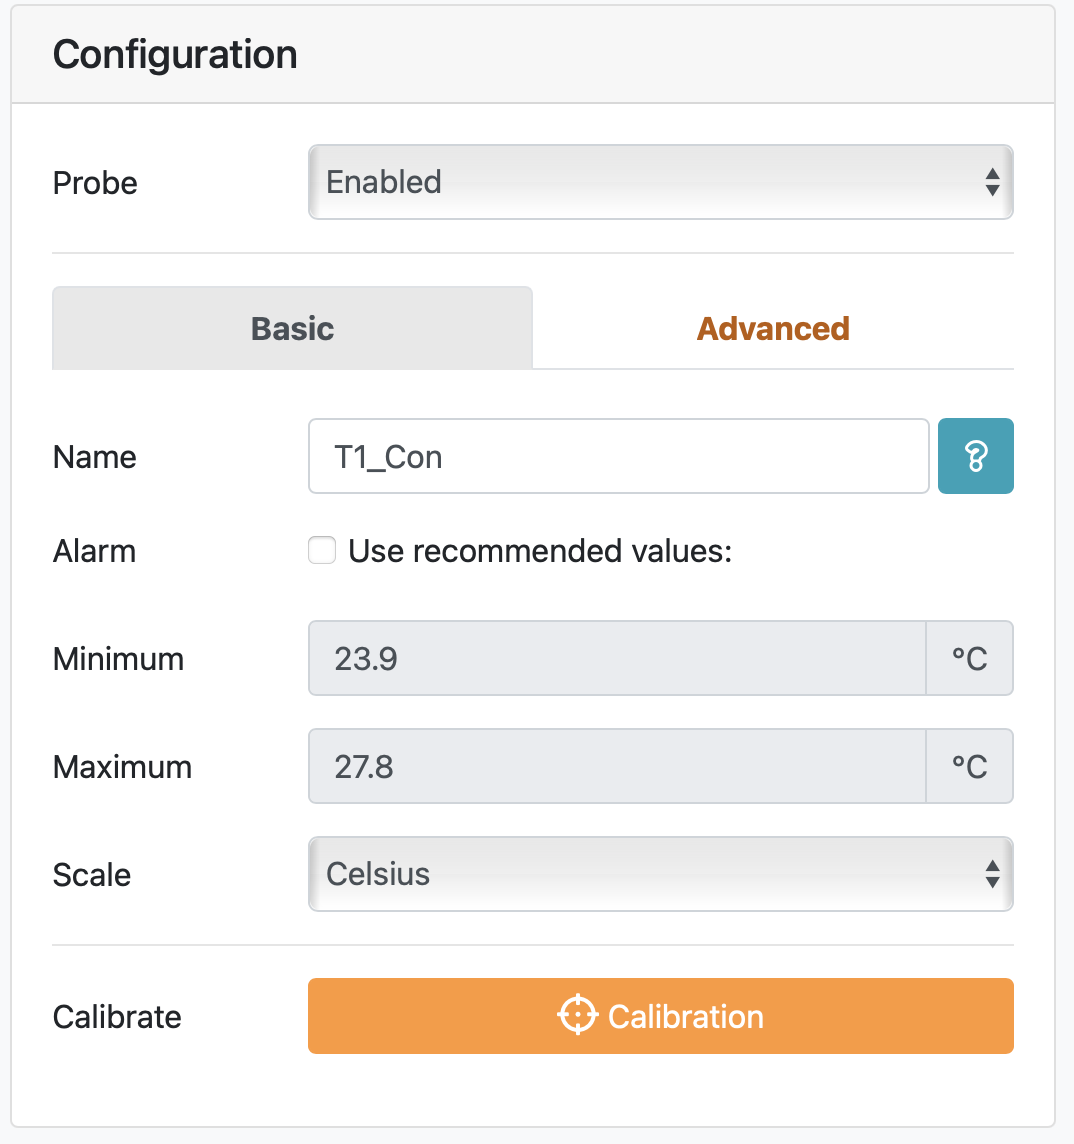 Configuration
Probe Enabled
Basic Advanced
Name T1_Con
Alarm Use recommended values:
Minimum 23.9 °C
Maximum 27.8 °C
Scale Celsius
Calibrate Calibration